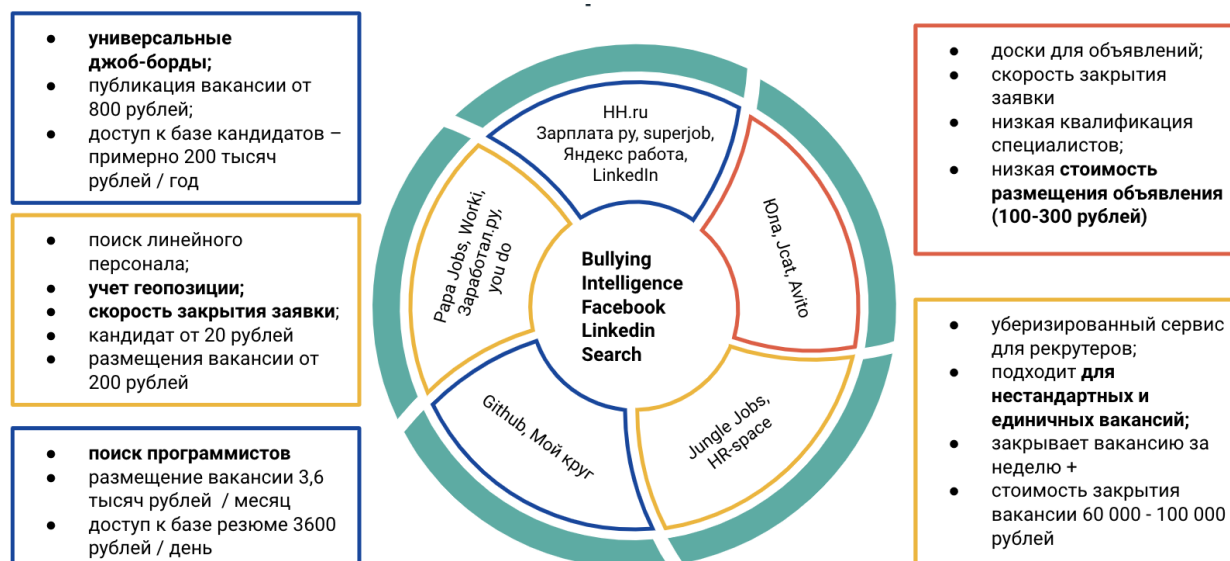 ● универсальные
джоб-борды;
● публикация вакансии от
800 рублей;
● доступ к базе кандидатов –
примерно 200 тысяч
рублей / год
● поиск линейного
персонала;
● учет геопозиции;
● скорость закрытия заявки;
● кандидат от 20 рублей
● размещения вакансии от
200 рублей
● поиск программистов
● размещение вакансии 3,6
тысяч рублей / месяц
● доступ к базе резюме 3600
рублей / день
HH.ru
Зарплата ру, superjob,
Яндекс работа,
LinkedIn
Papa Jobs, Worki,
Заработал.ру,
you do
Юла, Jcat, Avito
Bullying
Intelligence
Facebook
Linkedin
Search
Github, Мой круг
Jungle Jobs,
HR-space
● доски для объявлений;
● скорость закрытия
заявки
● низкая квалификация
специалистов;
● низкая стоимость
размещения объявления
(100-300 рублей)
● уберизированный сервис
для рекрутеров;
● подходит для
нестандартных и
единичных вакансий;
● закрывает вакансию за
неделю +
● стоимость закрытия
вакансии 60 000 - 100 000
рублей